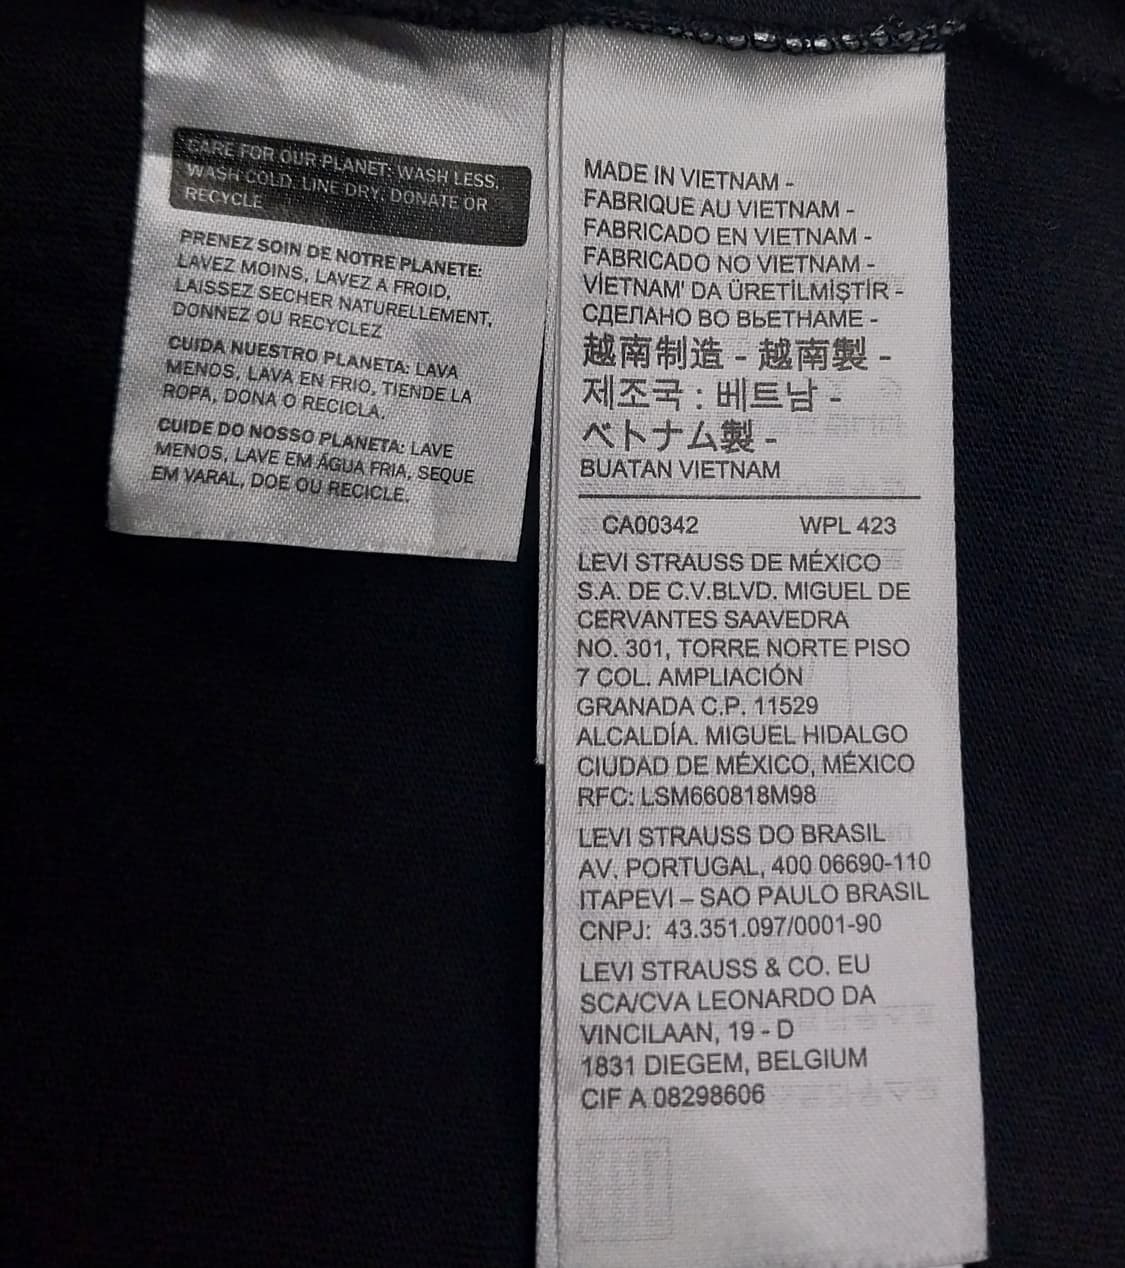 CARE FOR OUR PLANET: WASH LESS,
WASH COLD, LINE DRY, DONATE OR
RECYCLE
PRENEZ SOIN DE NOTRE PLANETE:
LAVEZ MOINS, LAVEZ A FROID,
LAISSEZ SECHER NATURELLEMENT,
DONNEZ OU RECYCLEZ
CUIDA NUESTRO PLANETA: LAVA
MENOS, LAVA EN FRIO, TIENDE LA
ROPA, DONA O RECICLA.
CUIDE DO NOSSO PLANETA: LAVE
MENOS, LAVE EM ÁGUA FRIA, SEQUE
EM VARAL, DOE OU RECICLE.
MADE IN VIETNAM -
FABRIQUE AU VIETNAM -
FABRICADO EN VIETNAM -
FABRICADO NO VIETNAM -
VİETNAM' DA ÜRETİLMİŞTİR -
СДЕЛАНО ВО ВЬЕТНАМЕ -
越南制造 - 越南製 -
제조국 : 베트남 -
ベトナム製 -
BUATAN VIETNAM
CA00342 WPL 423
LEVI STRAUSS DE MÉXICO
S.A. DE C.V.BLVD. MIGUEL DE
CERVANTES SAAVEDRA
NO. 301, TORRE NORTE PISO
7 COL. AMPLIACIÓN
GRANADA C.P. 11529
ALCALDÍA. MIGUEL HIDALGO
CIUDAD DE MÉXICO, MÉXICO
RFC: LSM660818M98
LEVI STRAUSS DO BRASIL
AV. PORTUGAL, 400 06690-110
ITAPEVI – SAO PAULO BRASIL
CNPJ: 43.351.097/0001-90
LEVI STRAUSS & CO. EU
SCA/CVA LEONARDO DA
VINCILAAN, 19 - D
1831 DIEGEM, BELGIUM
CIF A 08298606